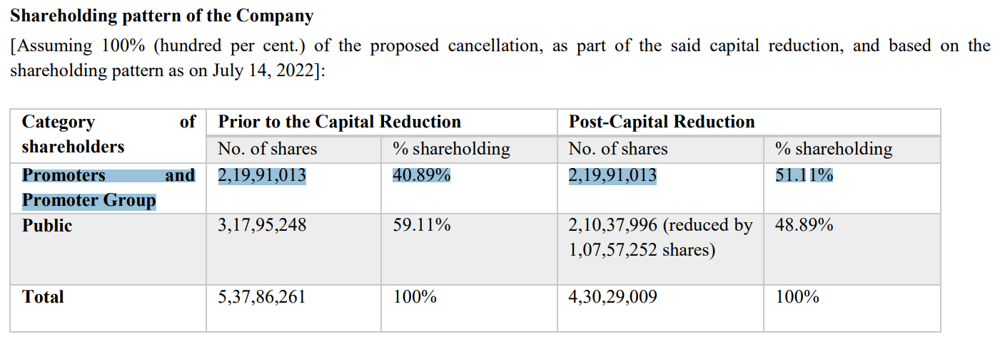 Shareholding pattern of the Company
[Assuming 100% (hundred per cent.) of the proposed cancellation, as part of the said capital reduction, and based on the
shareholding pattern as on July 14, 2022]:
Category of shareholders
Prior to the Capital Reduction
Post-Capital Reduction
No. of shares
% shareholding
No. of shares
% shareholding
Promoters and
Promoter Group
2,19,91,013
40.89%
2,19,91,013
51.11%
Public
3,17,95,248
59.11%
2,10,37,996 (reduced by
1,07,57,252 shares)
48.89%
Total
5,37,86,261
100%
4,30,29,009
100%